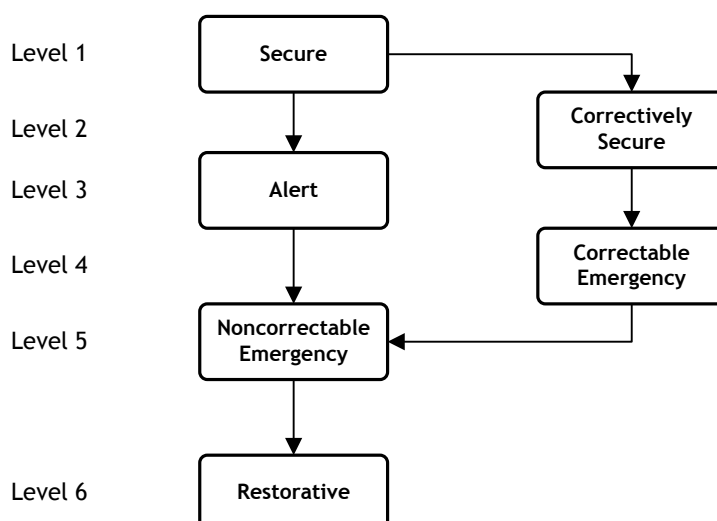 Level 1
Secure
Level 2
Correctively
Secure
Level 3
Alert
Level 4
Correctable
Emergency
Level 5
Noncorrectable
Emergency
Level 6
Restorative